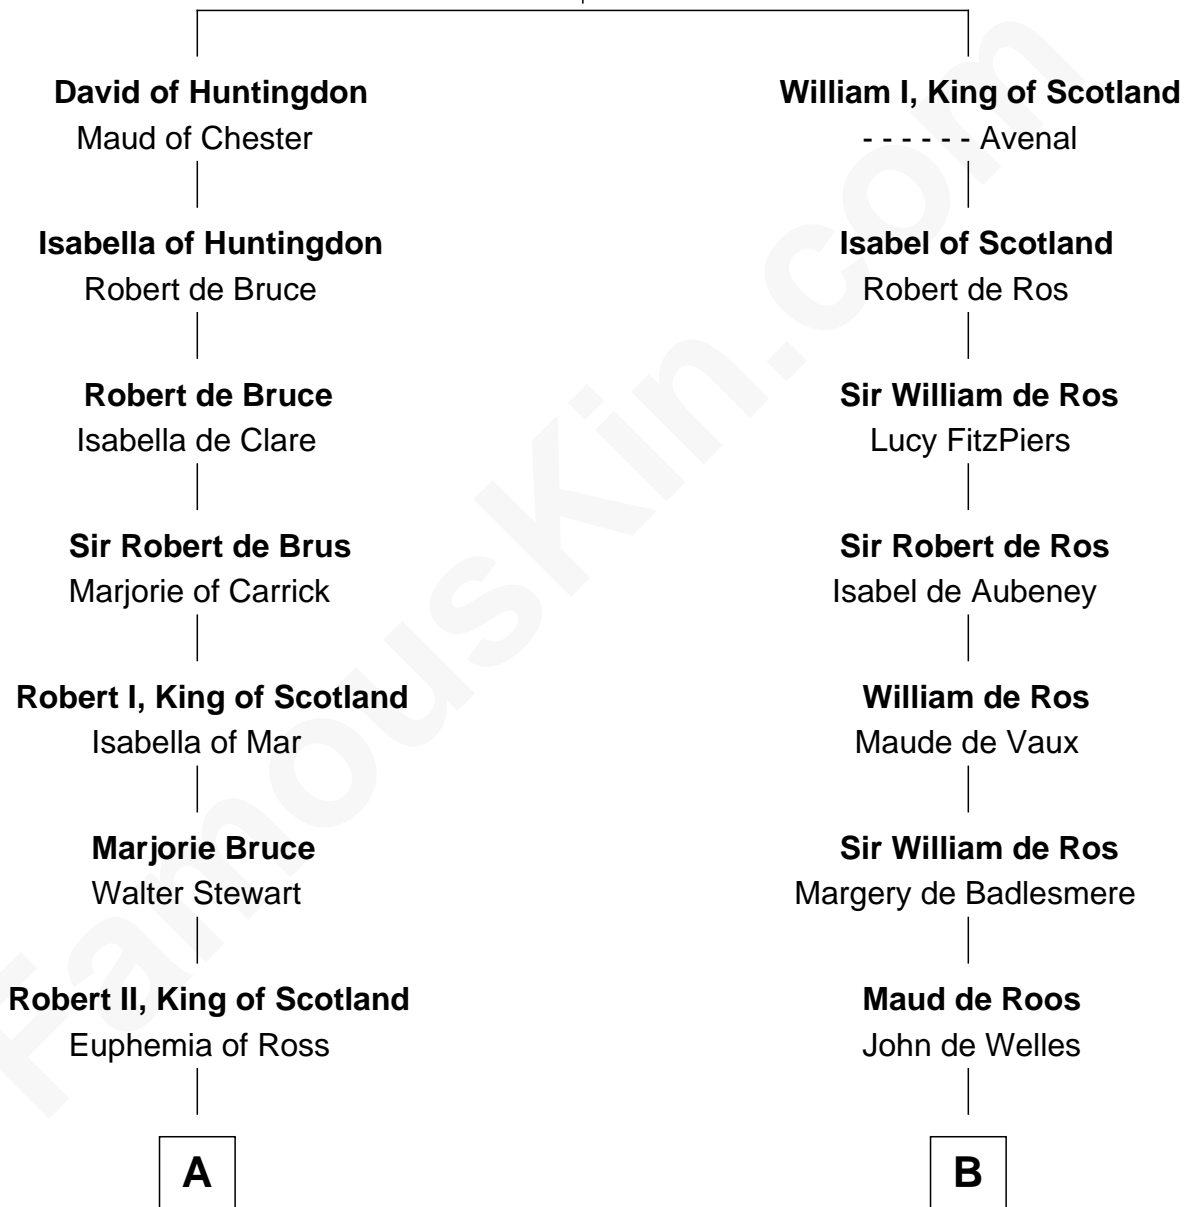 David of Huntingdon
Maud of Chester
Isabella of Huntingdon
Robert de Bruce
Robert de Bruce
Isabella de Clare
Sir Robert de Brus
Marjorie of Carrick
Robert I, King of Scotland
Isabella of Mar
Marjorie Bruce
Walter Stewart
Robert II, King of Scotland
Euphemia of Ross
A
William I, King of Scotland
- - - - - - Avenal
Isabel of Scotland
Robert de Ros
Sir William de Ros
Lucy FitzPiers
Sir Robert de Ros
Isabel de Aubeney
William de Ros
Maude de Vaux
Sir William de Ros
Margery de Badlesmere
Maud de Roos
John de Welles
B
FamousKin.com